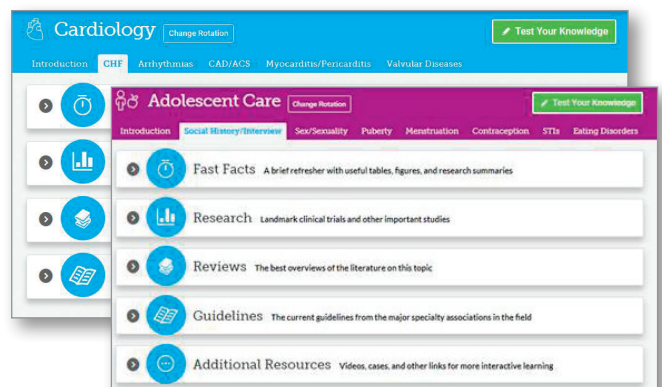 Cardiology Change Rotation
Test Your Knowledge
Introduction CHF Arrhythmias CAD/ACS Myocarditis/Pericarditis Valvular Diseases
Adolescent Care Change Rotation
Test Your Knowledge
Introduction Social History/Interview Sex/Sexuality Puberty Menstruation Contraception STIs Eating Disorders
Fast Facts A brief refresher with useful tables, figures, and research summaries
Research Landmark clinical trials and other important studies
Reviews The best overviews of the literature on this topic
Guidelines The current guidelines from the major specialty associations in the field
Additional Resources Videos, cases, and other links for more interactive learning